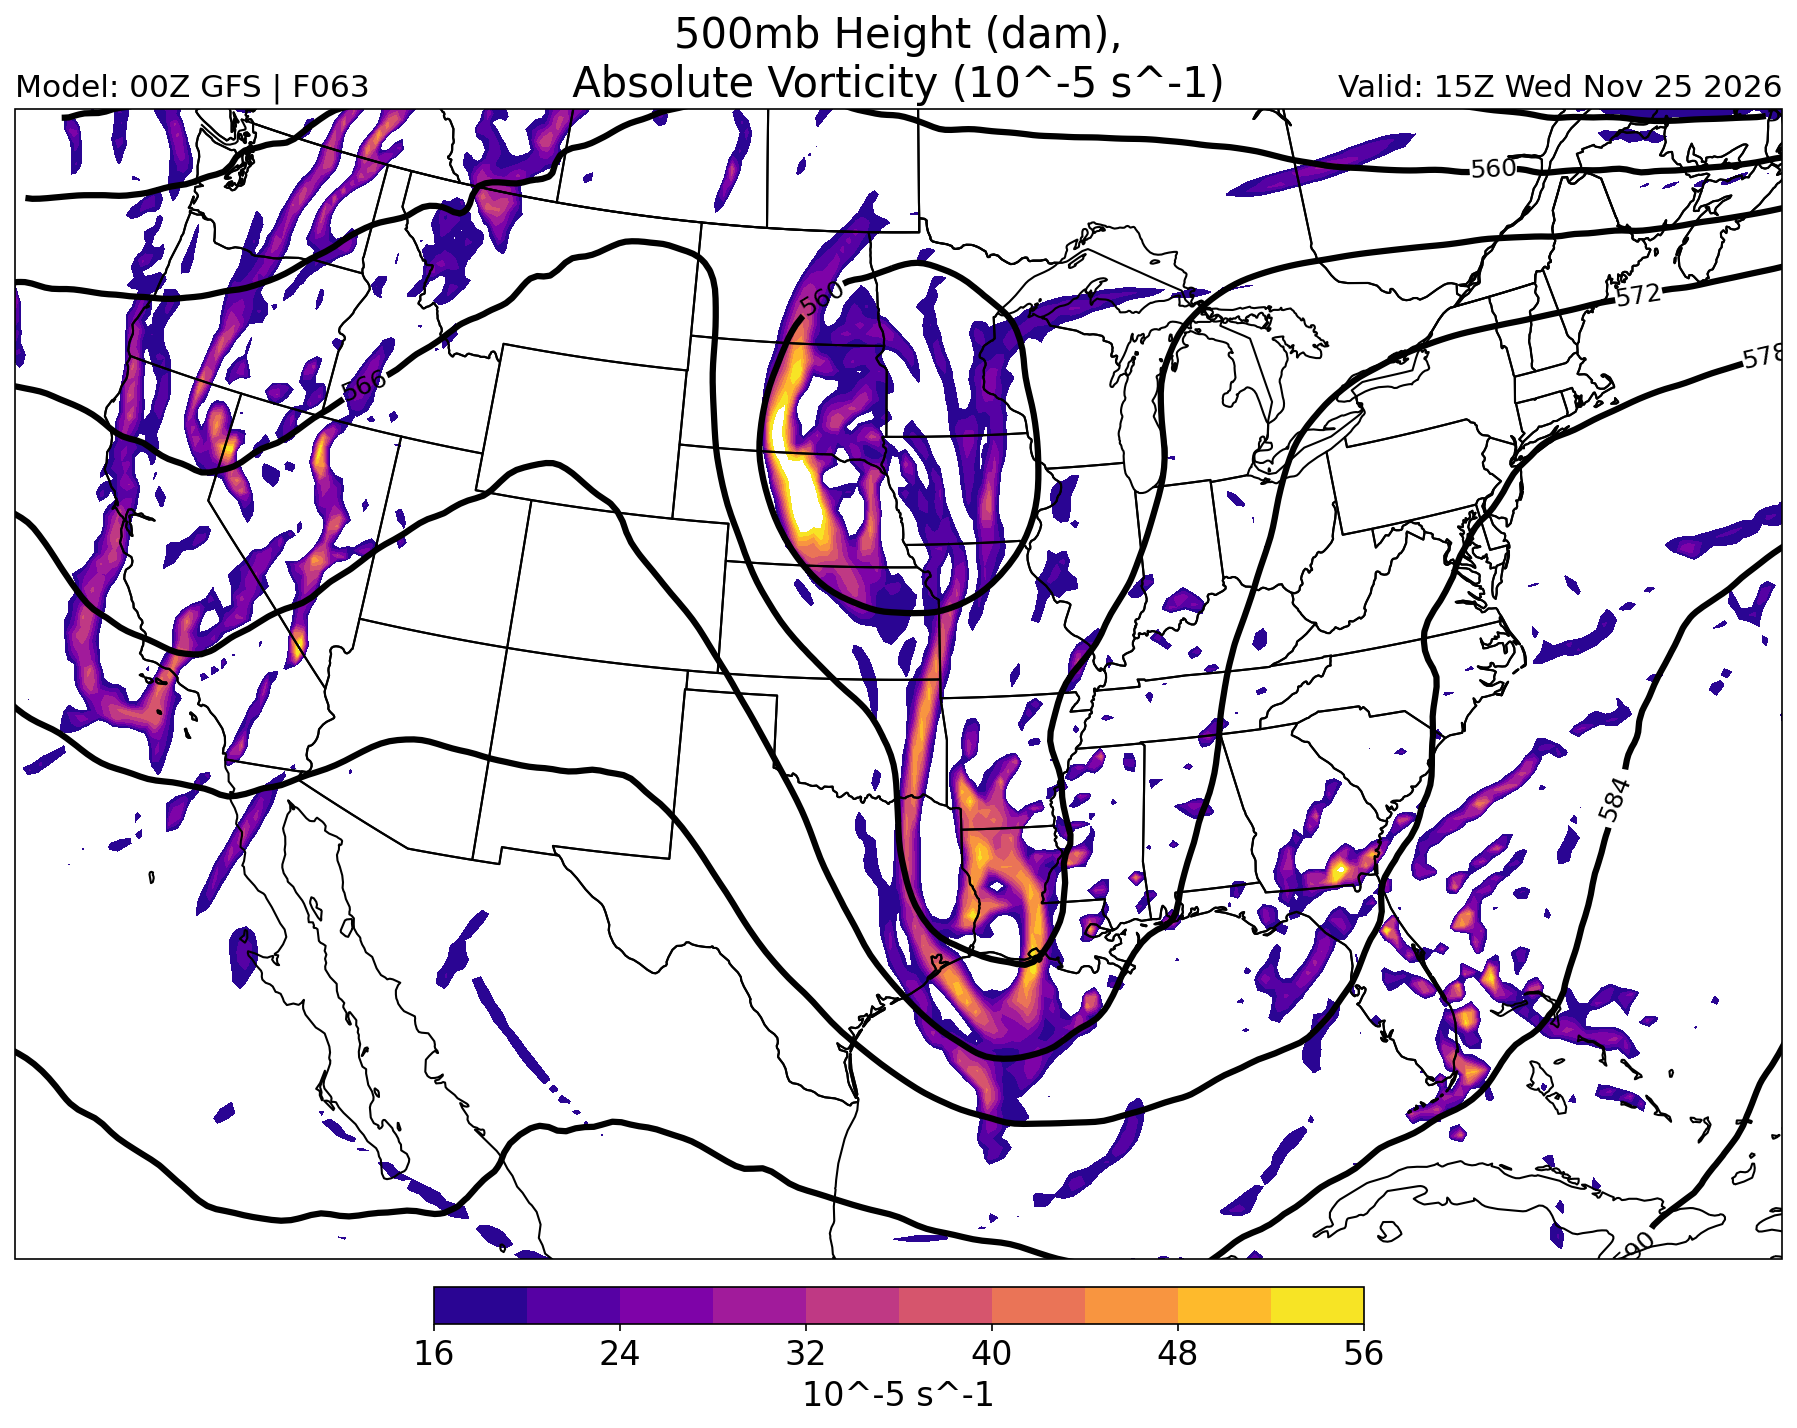 500mb Height (dam),
Model: 00Z GFS | F063
Absolute Vorticity (10^-5 s^-1)
Valid: 15Z Wed Nov 25 2026
560
560
572
578
566
584
590
16
24
32
40
48
56
10^-5 s^-1